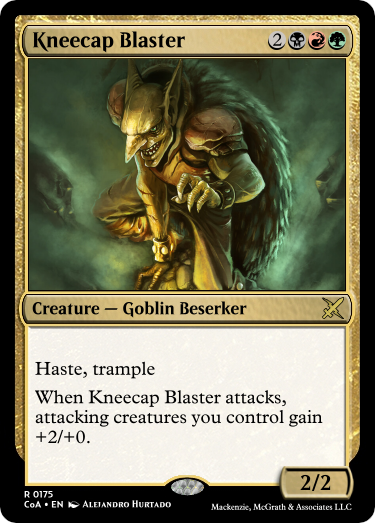 Kneecap Blaster 2
Creature — Goblin Beserker
Haste, trample
When Kneecap Blaster attacks,
attacking creatures you control gain
+2/+0.
2/2
R 0175
CoA • EN Alejandro Hurtado
Mackenzie, McGrath & Associates LLC